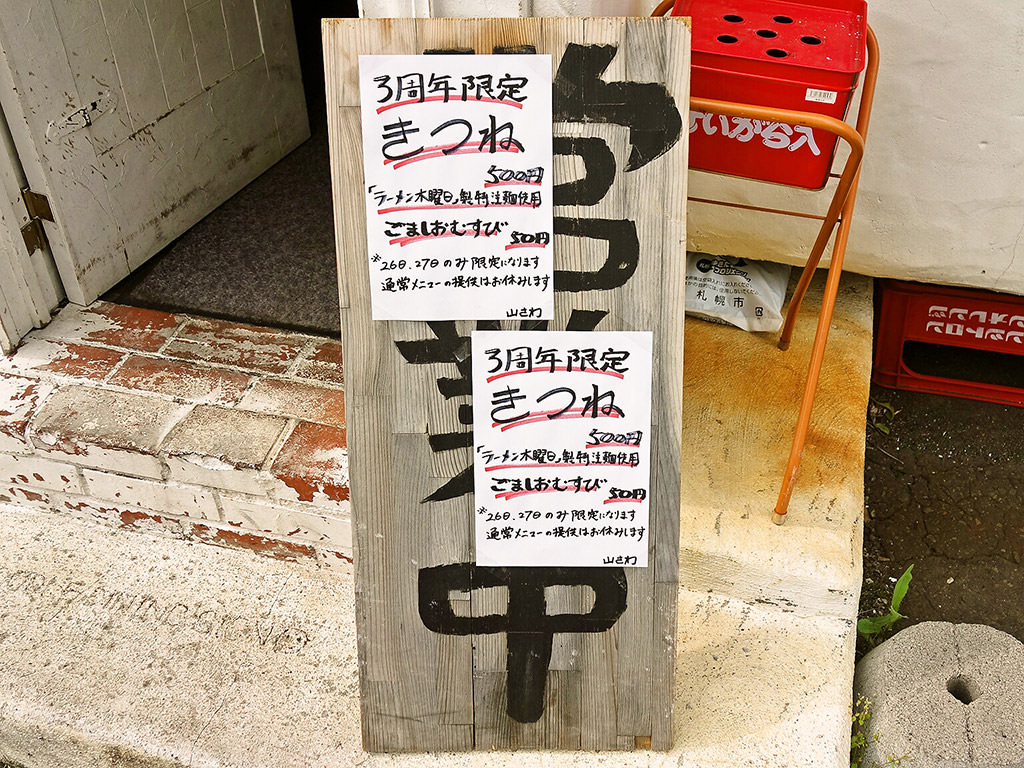 3周年限定
きつね
500円
「ラーメン木曜日」製特注麺使用
ごましおむすび
50円
※26日、27日のみ限定になります
通常メニューの提供はお休みします
山さわ
3周年限定
きつね
500円
「ラーメン木曜日」製特注麺使用
ごましおむすび
50円
※26日、27日のみ限定になります
通常メニューの提供はお休みします
山さわ
営業中
すいがら入
札幌市